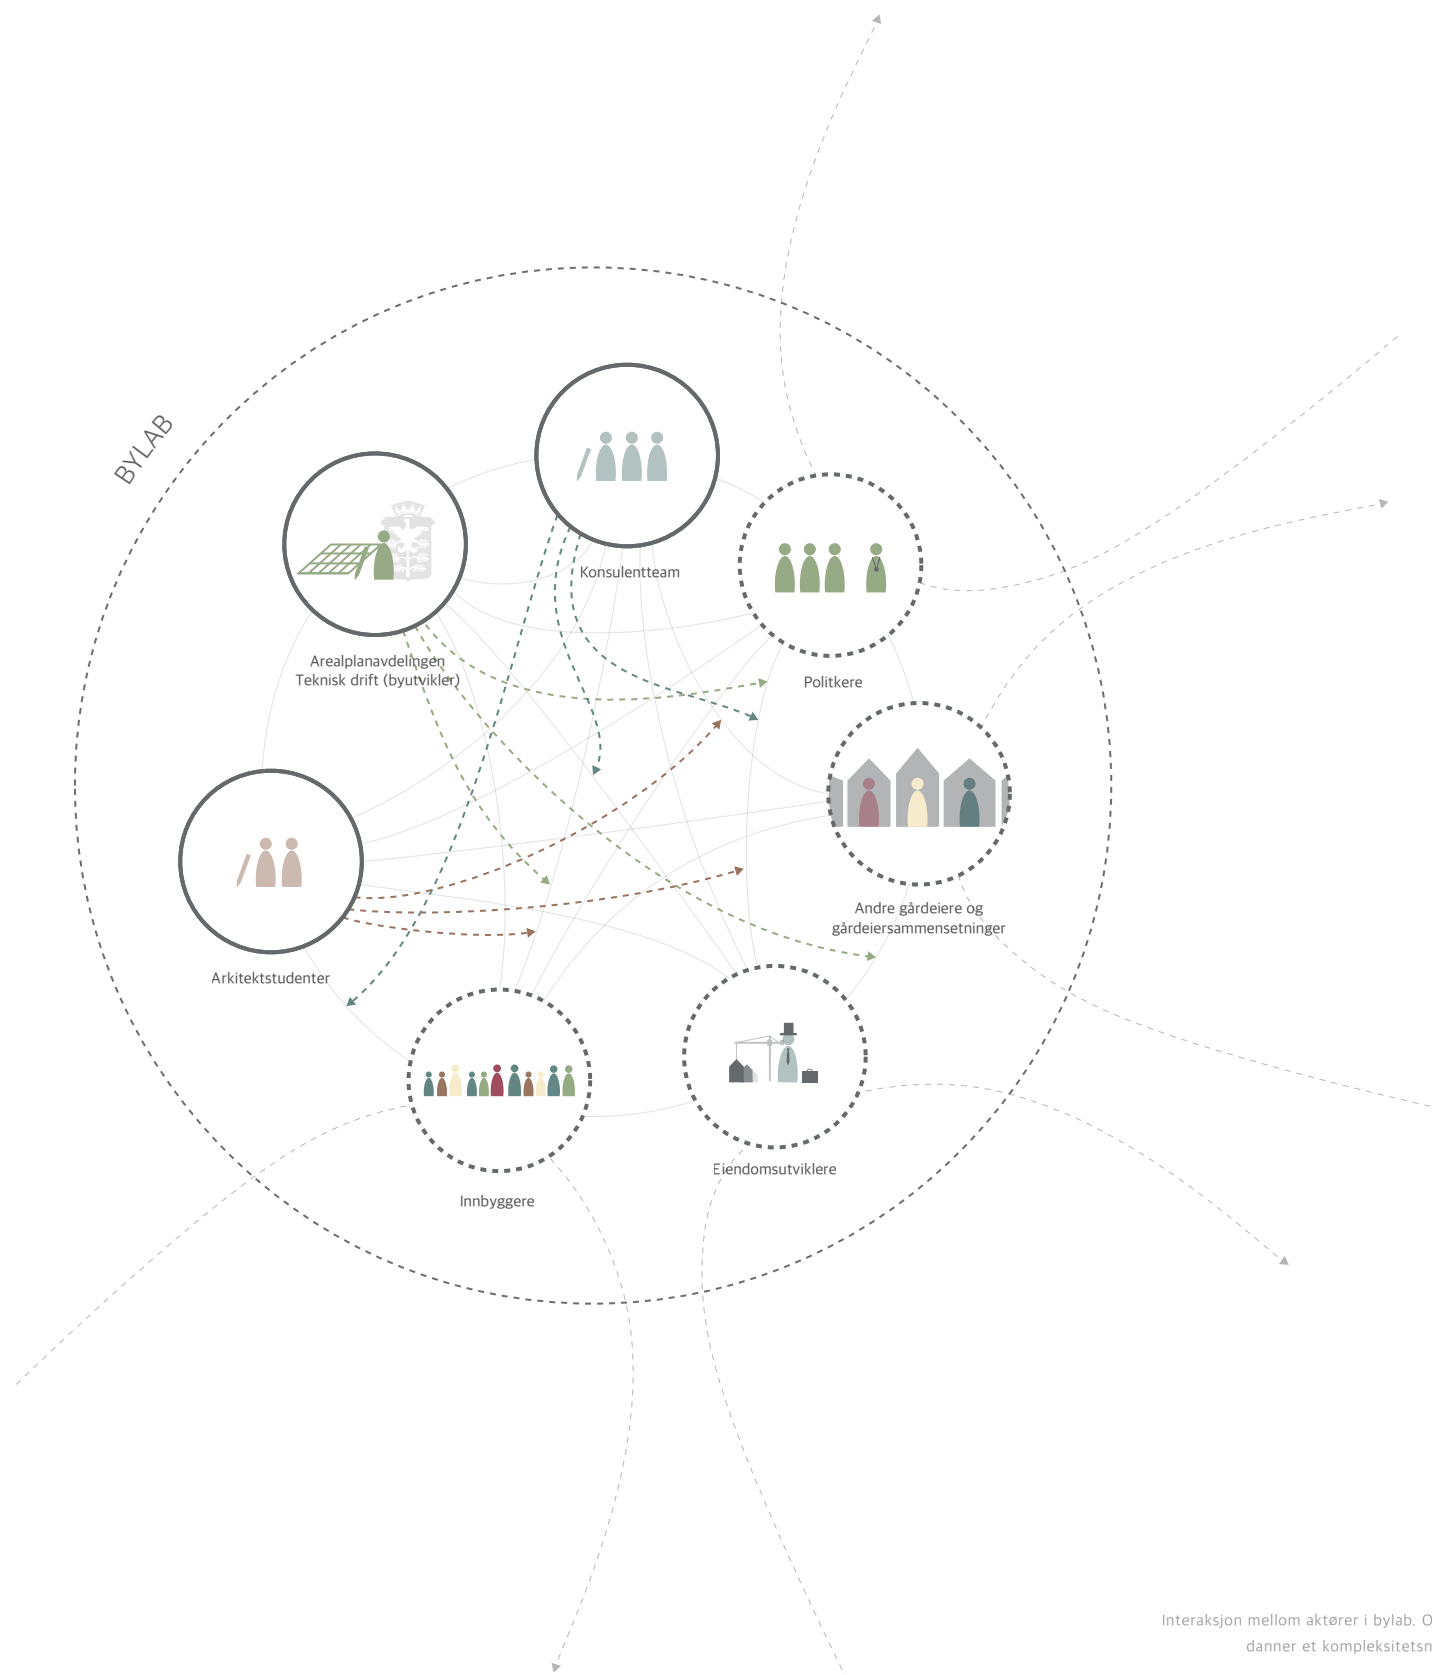 BYLAB
Konsulentteam
Arealplanavdelingen
Teknisk drift (byutvikler)
Politkere
Andre gårdeiere og
gårdeiersammensetninger
Arkitektstudenter
Eiendomsutviklere
Innbyggere
Interaksjon mellom aktører i bylab. O
danner et kompleksitetsn